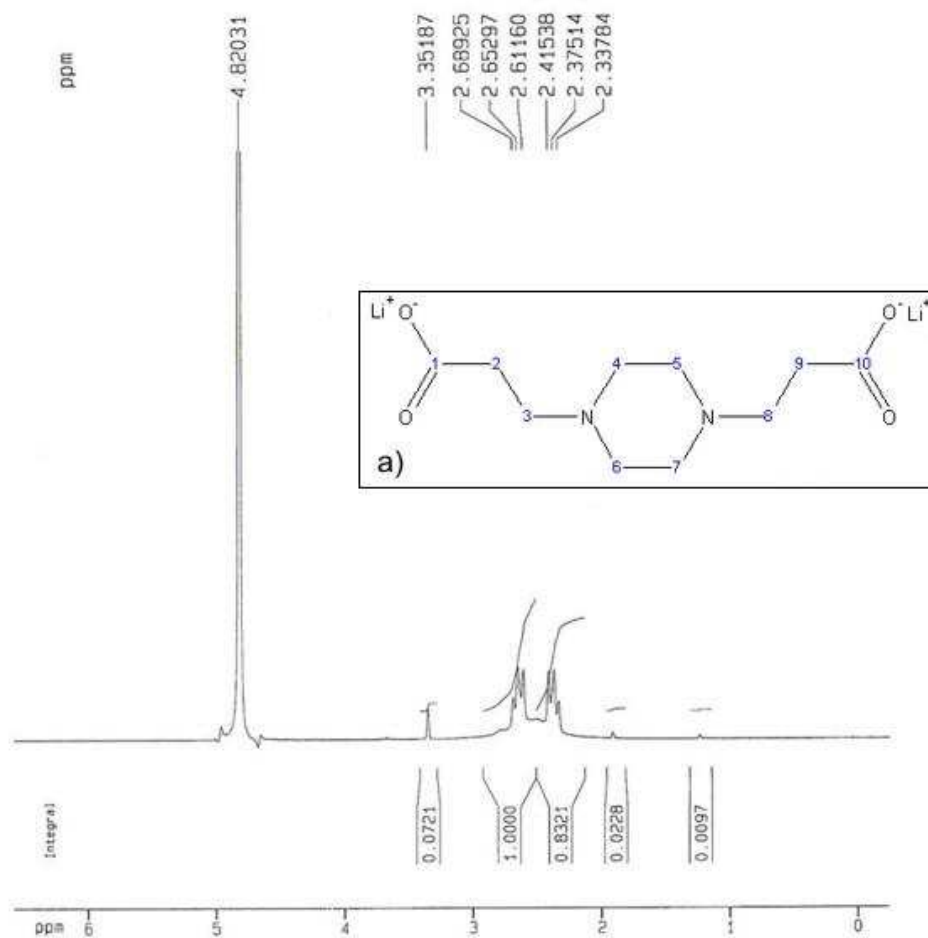 ppm
4.82031
3.35187
2.68925
2.65297
2.61160
2.41538
2.37514
2.33784
Li+ O-
O- Li+
1 2 4 5 9 10
O 3 N N 8 O
6 7
a)
Integral
0.0721
1.0000
0.8321
0.0228
0.0097
ppm 6 5 4 3 2 1 0